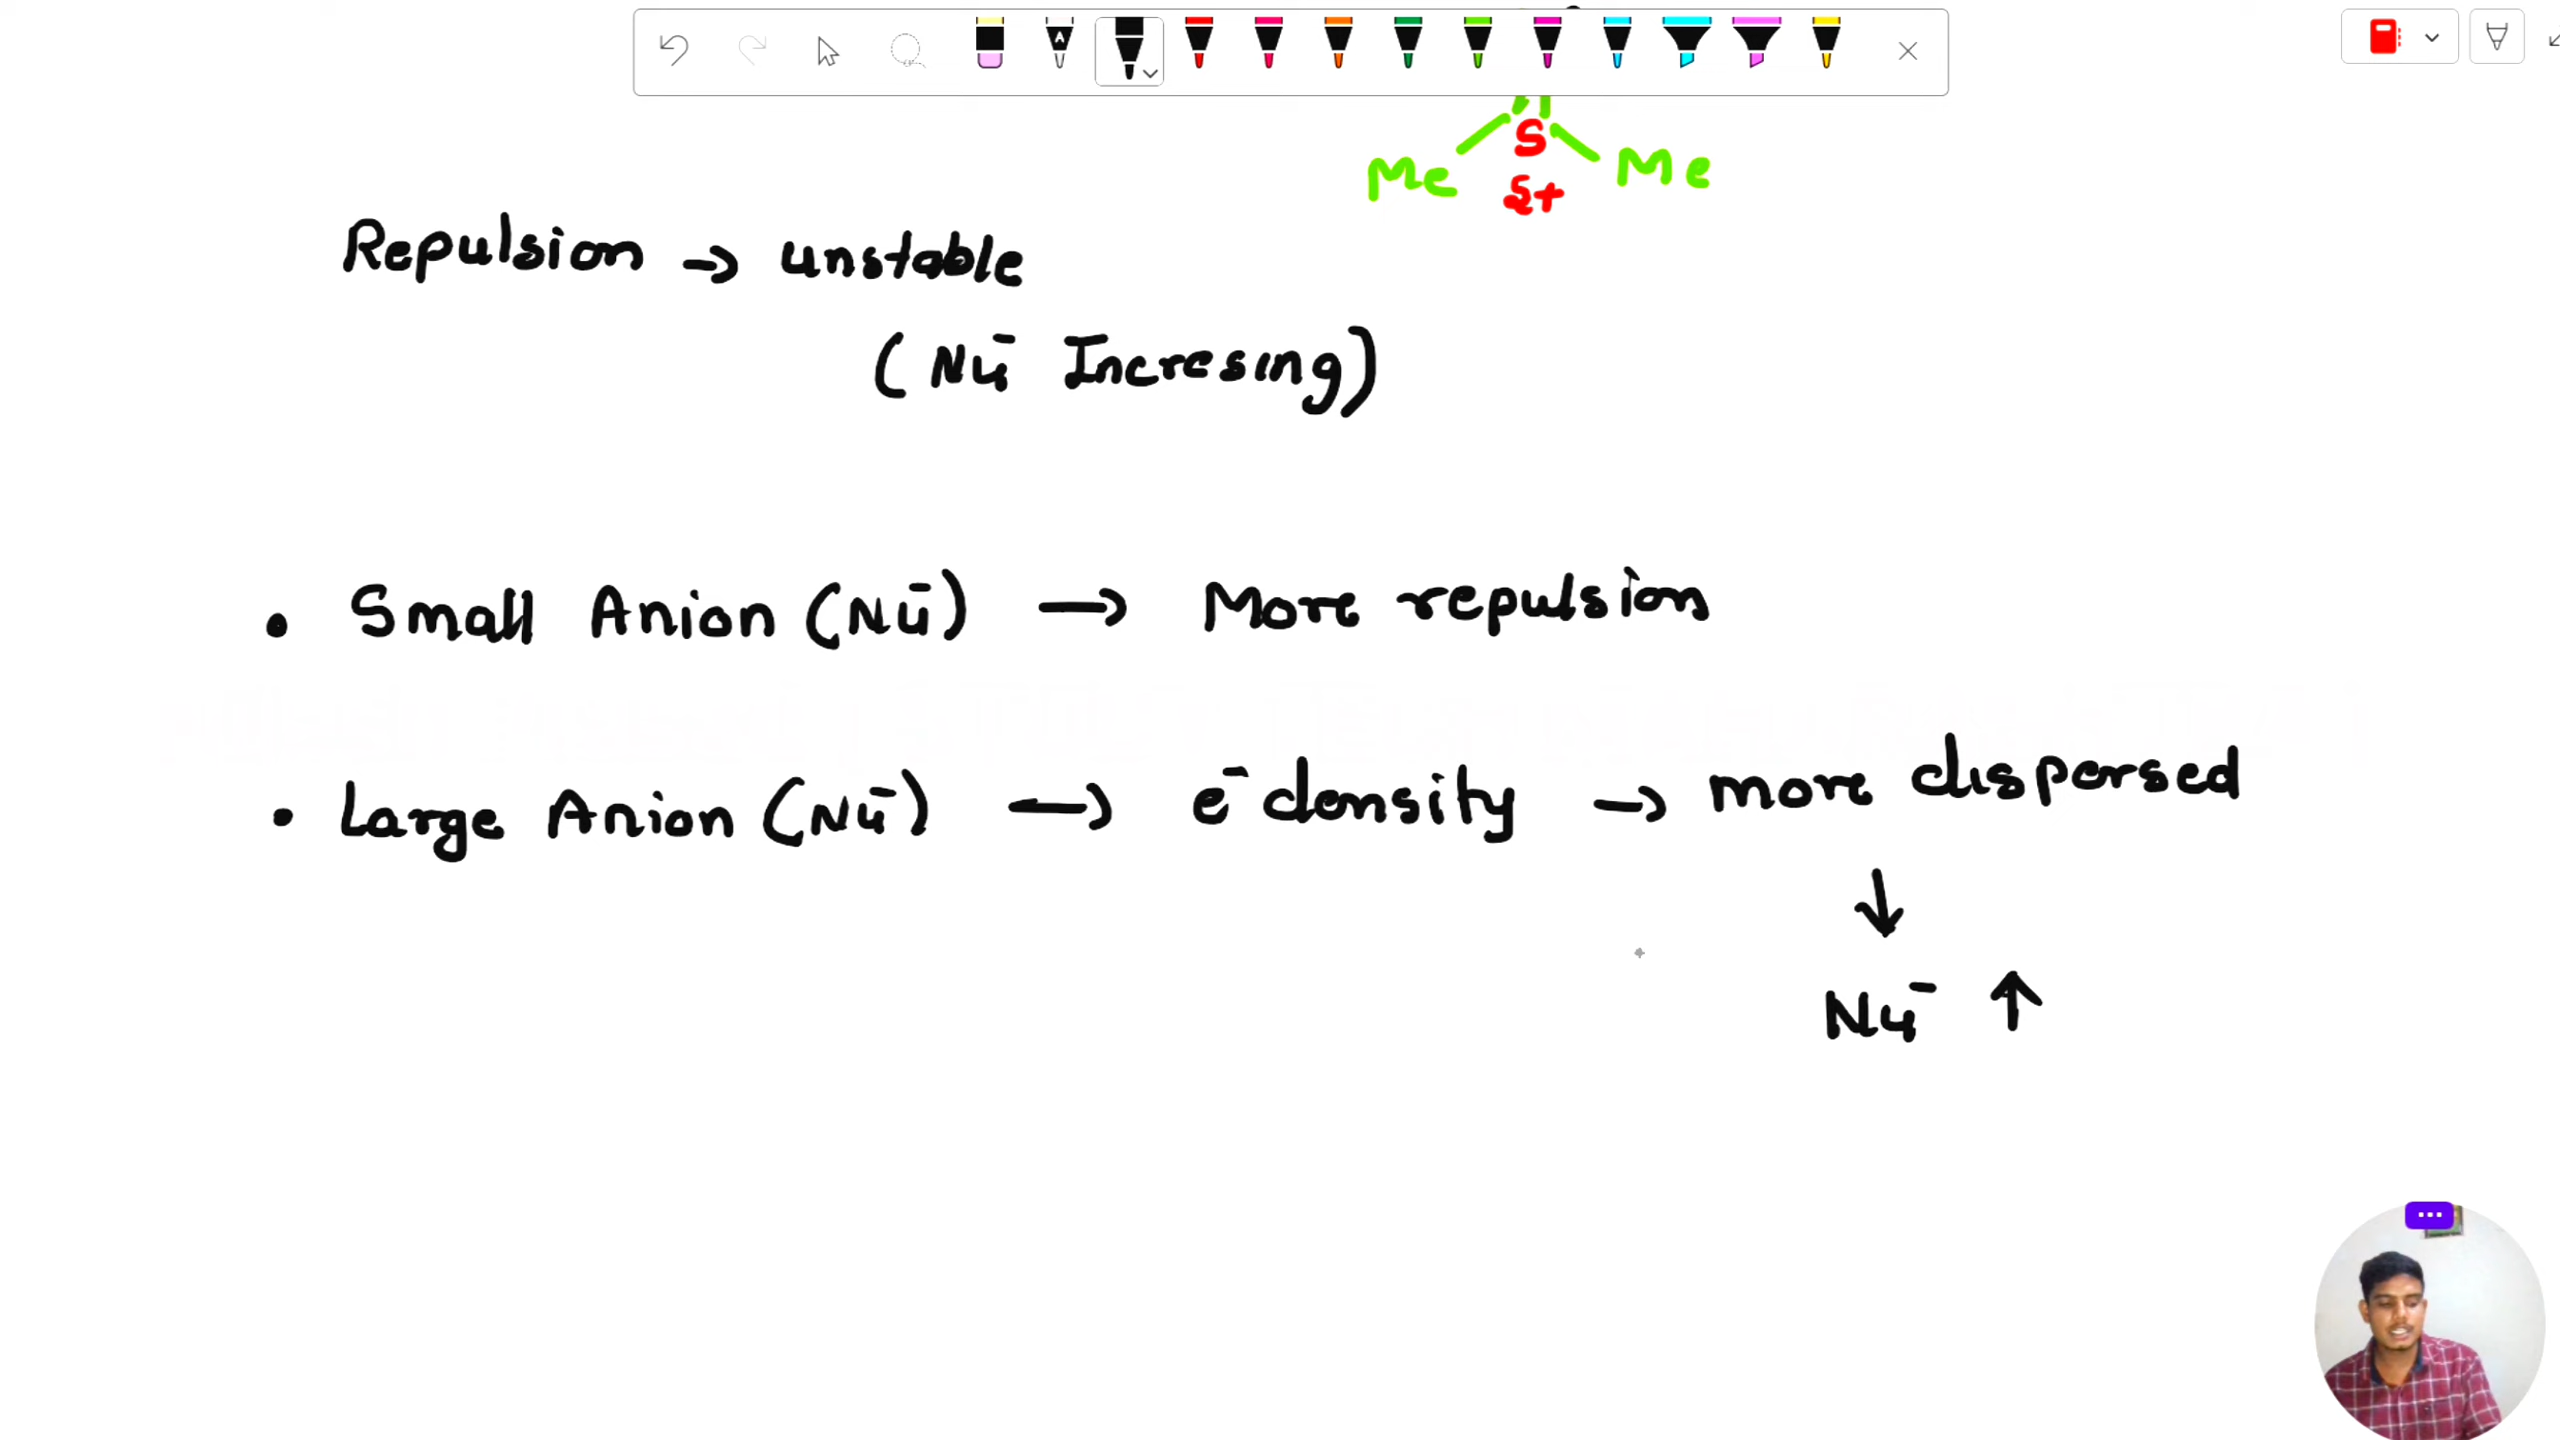 S
Me Me
δ+
Repulsion → unstable
(Nu⁻ Incresing)
• Small Anion (Nu⁻) → More repulsion
• Large Anion (Nu⁻) → e⁻ density → more dispersed
↓
Nu⁻ ↑